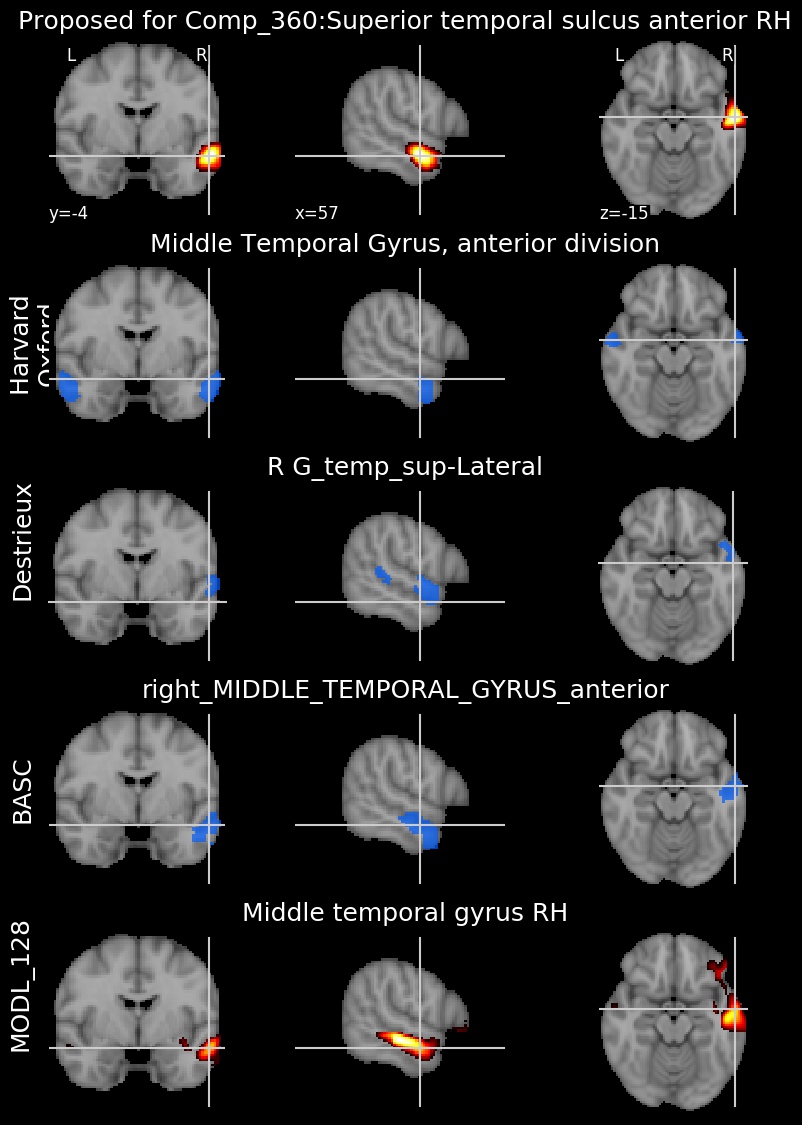 Proposed for Comp_360:Superior temporal sulcus anterior RH
L R L R
y=-4 x=57 z=-15
Middle Temporal Gyrus, anterior division
Harvard
Oxford
R G_temp_sup-Lateral
Destrieux
right_MIDDLE_TEMPORAL_GYRUS_anterior
BASC
Middle temporal gyrus RH
MODL_128